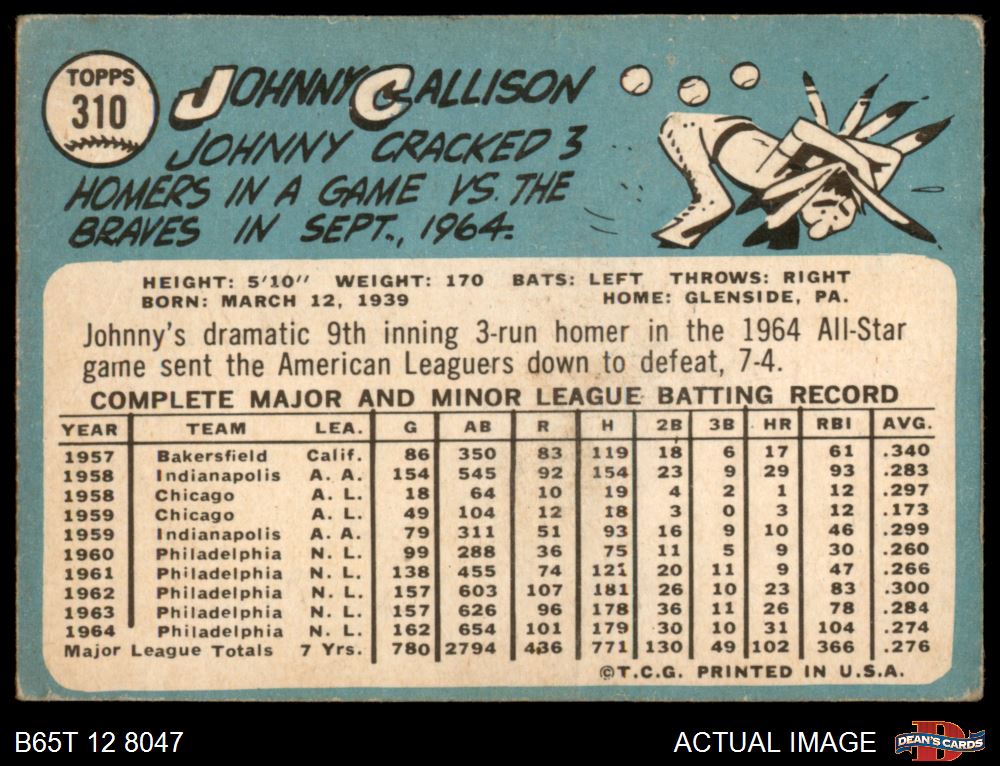 TOPPS
310
JOHNNY CALLISON
JOHNNY CRACKED 3
HOMERS IN A GAME VS. THE
BRAVES IN SEPT., 1964.
HEIGHT: 5'10" WEIGHT: 170 BATS: LEFT THROWS: RIGHT
BORN: MARCH 12, 1939 HOME: GLENSIDE, PA.
Johnny's dramatic 9th inning 3-run homer in the 1964 All-Star
game sent the American Leaguers down to defeat, 7-4.
COMPLETE MAJOR AND MINOR LEAGUE BATTING RECORD
YEAR TEAM LEA. G AB R H 2B 3B HR RBI AVG.
1957 Bakersfield Calif. 86 350 83 119 18 6 17 61 .340
1958 Indianapolis A. A. 154 545 92 154 23 9 29 93 .283
1958 Chicago A. L. 18 64 10 19 4 2 1 12 .297
1959 Chicago A. L. 49 104 12 18 3 0 3 12 .173
1959 Indianapolis A. A. 79 311 51 93 16 9 10 46 .299
1960 Philadelphia N. L. 99 288 36 75 11 5 9 30 .260
1961 Philadelphia N. L. 138 455 74 121 20 11 9 47 .266
1962 Philadelphia N. L. 157 603 107 181 26 10 23 83 .300
1963 Philadelphia N. L. 157 626 96 178 36 11 26 78 .284
1964 Philadelphia N. L. 162 654 101 179 30 10 31 104 .274
Major League Totals 7 Yrs. 780 2794 436 771 130 49 102 366 .276
©T.C.G. PRINTED IN U.S.A.
B65T 12 8047 ACTUAL IMAGE DEAN'S CARDS